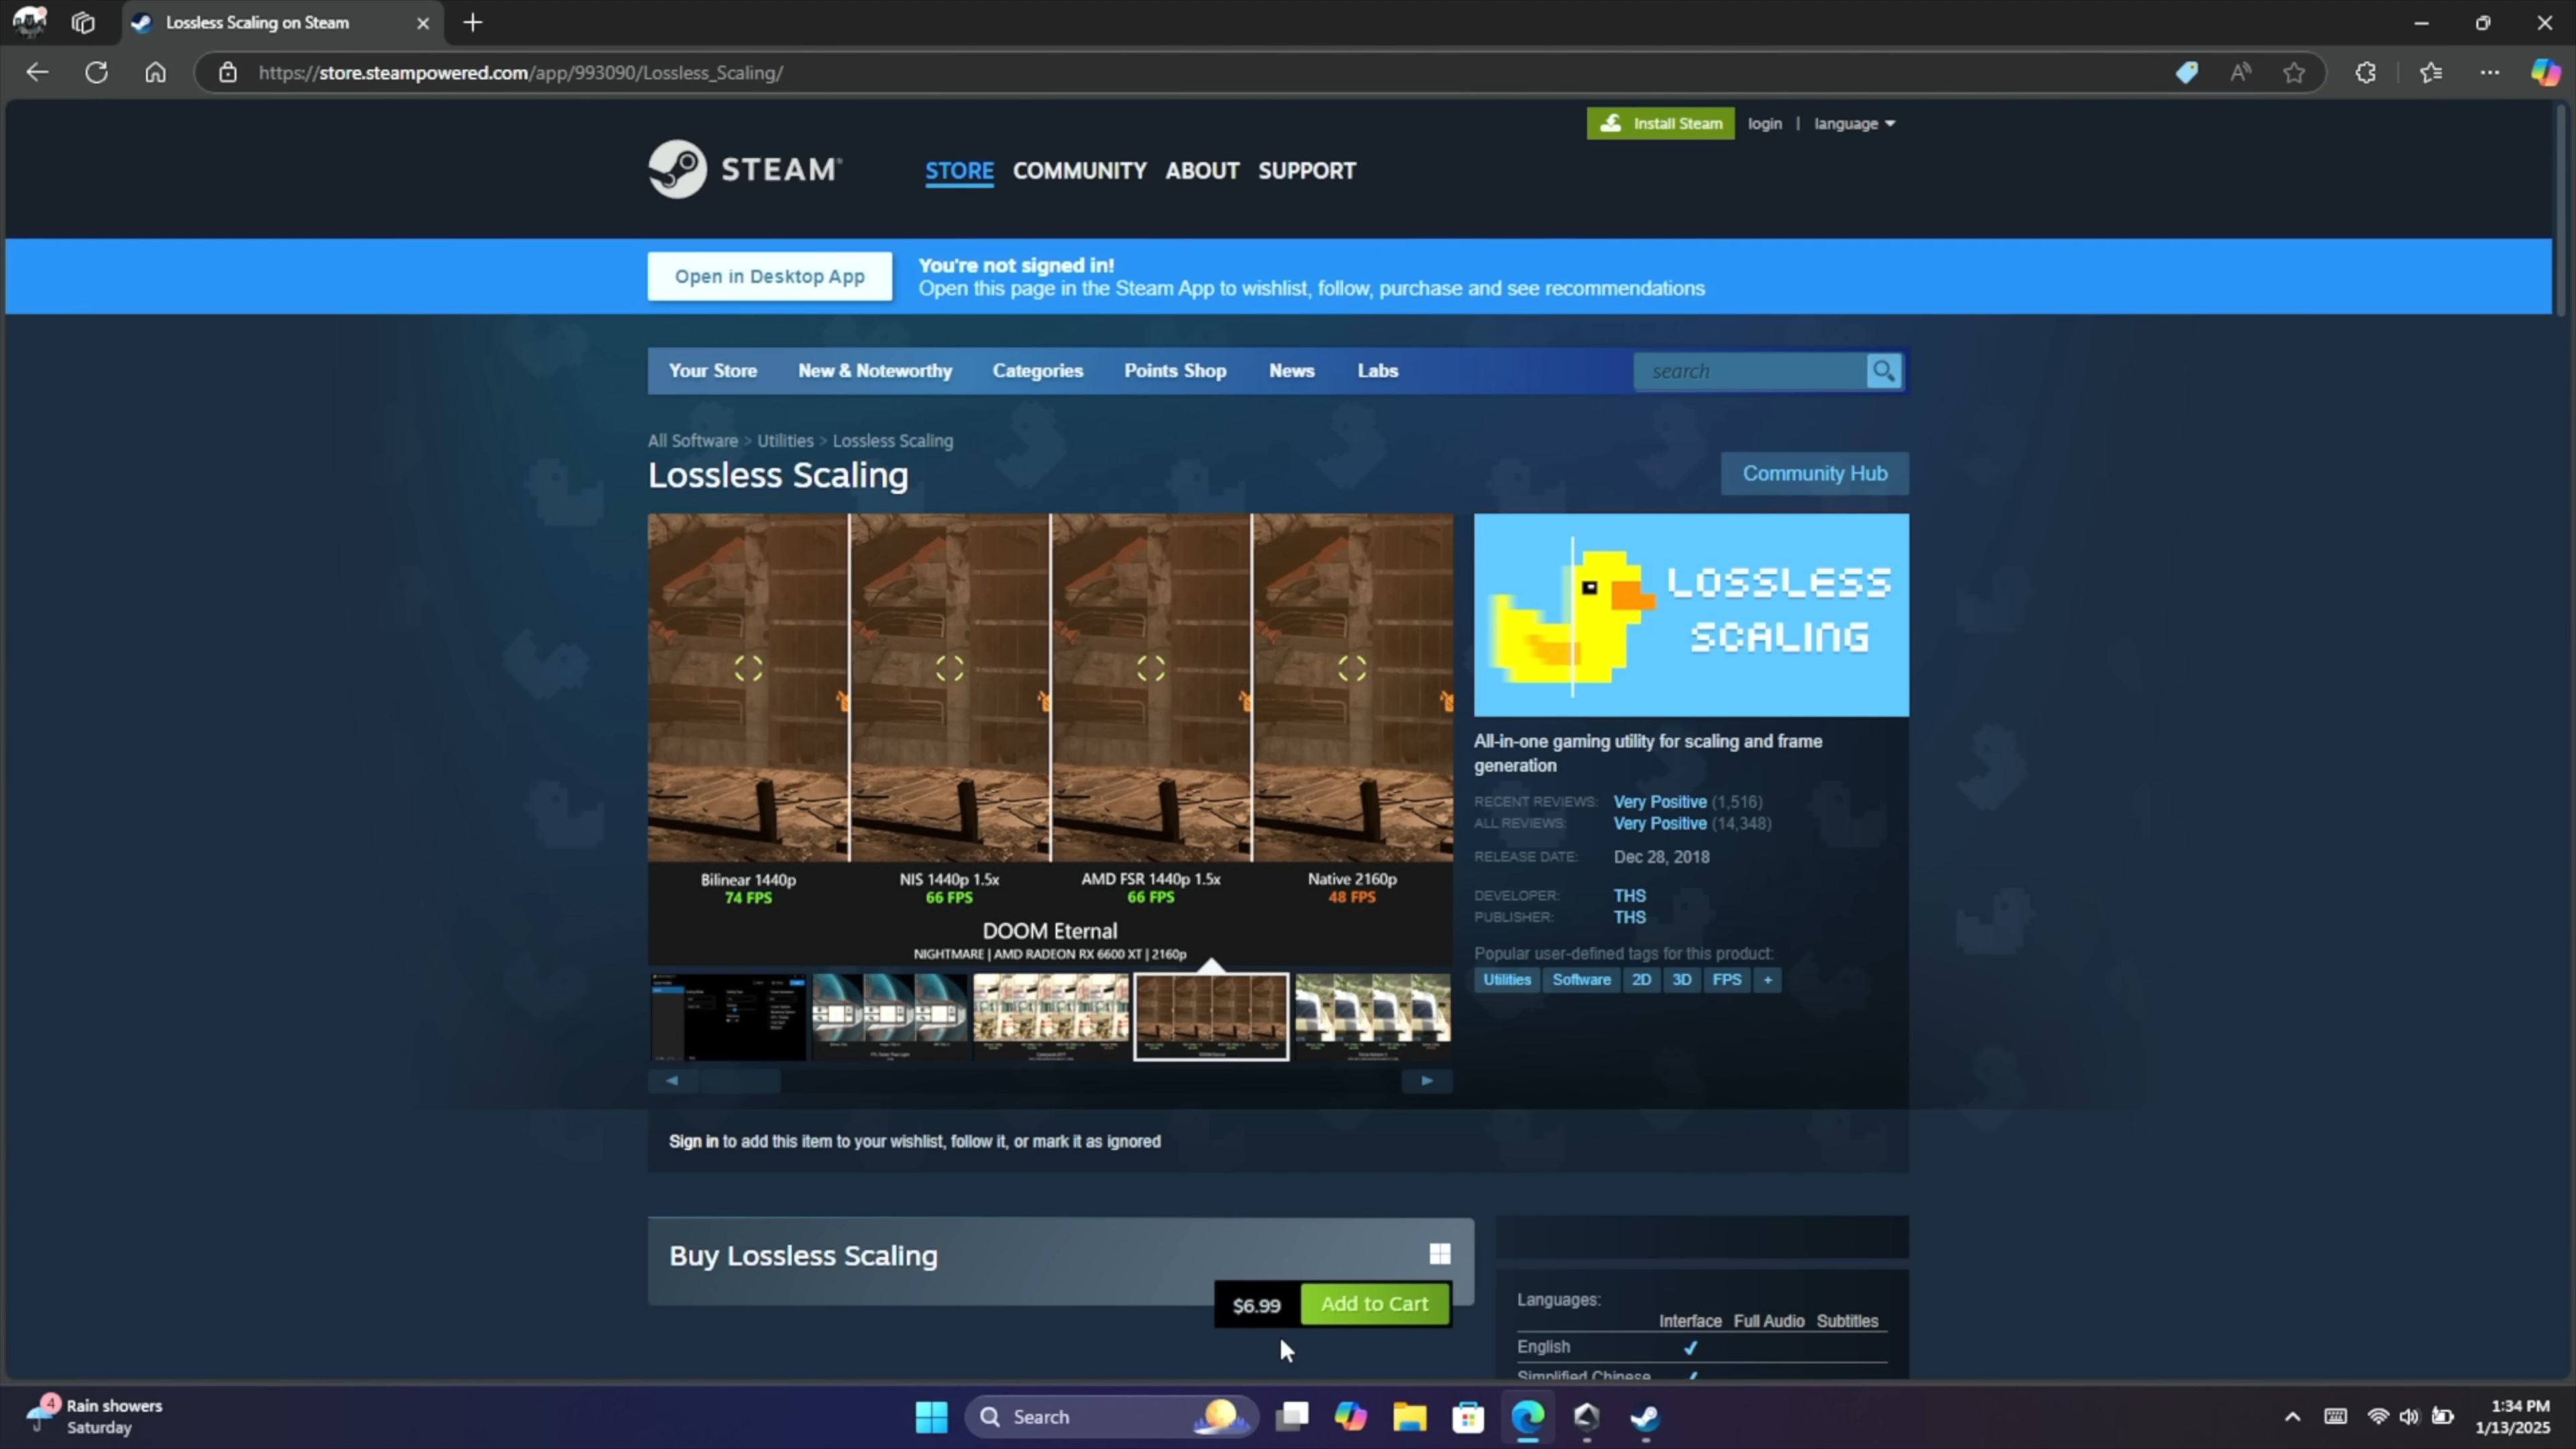 Lossless Scaling on Steam
https://store.steampowered.com/app/993090/Lossless_Scaling/
Install Steam login | language
STEAM®
STORE COMMUNITY ABOUT SUPPORT
Open in Desktop App
You're not signed in!
Open this page in the Steam App to wishlist, follow, purchase and see recommendations
Your Store New & Noteworthy Categories Points Shop News Labs search
All Software > Utilities > Lossless Scaling
Lossless Scaling
Community Hub
Bilinear 1440p NIS 1440p 1.5x AMD FSR 1440p 1.5x Native 2160p
74 FPS 66 FPS 66 FPS 48 FPS
DOOM Eternal
NIGHTMARE | AMD RADEON RX 6600 XT | 2160p
LOSSLESS
SCALING
All-in-one gaming utility for scaling and frame
generation
RECENT REVIEWS: Very Positive (1,516)
ALL REVIEWS: Very Positive (14,348)
RELEASE DATE: Dec 28, 2018
DEVELOPER: THS
PUBLISHER: THS
Popular user-defined tags for this product:
Utilities Software 2D 3D FPS +
Sign in to add this item to your wishlist, follow it, or mark it as ignored
Buy Lossless Scaling
$6.99 Add to Cart
Languages:
Interface Full Audio Subtitles
English ✔
Simplified Chinese
4
Rain showers
Saturday
Search
1:34 PM
1/13/2025